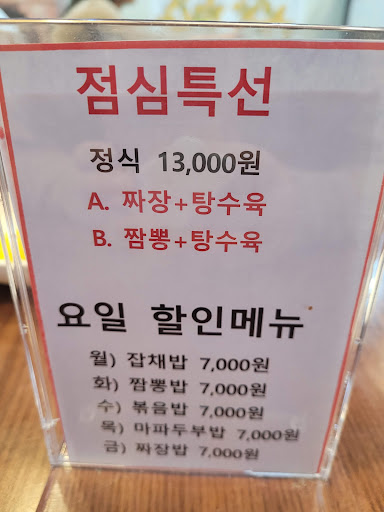 점심특선
정식 13,000원
A. 짜장+탕수육
B. 짬뽕+탕수육
요일 할인메뉴
월) 잡채밥 7,000원
화) 짬뽕밥 7,000원
수) 볶음밥 7,000원
목) 마파두부밥 7,000원
금) 짜장밥 7,000원